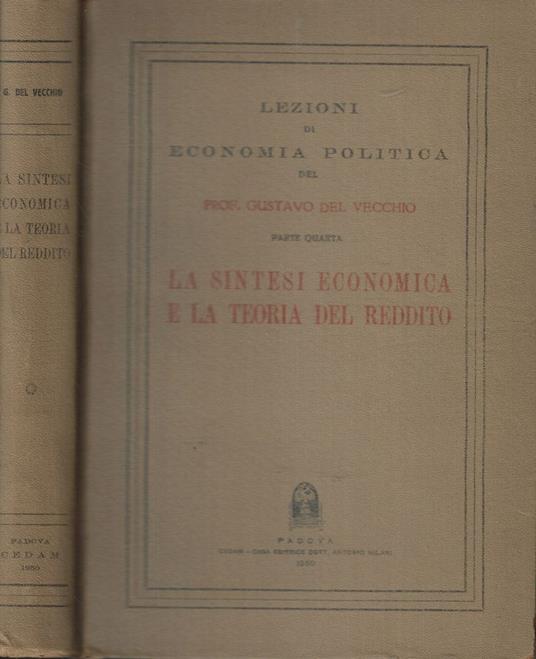 G. DEL VECCHIO
LA SINTESI
ECONOMICA
E LA TEORIA
DEL REDDITO
PADOVA
CEDAM
1950
LEZIONI
DI
ECONOMIA POLITICA
DEL
PROF. GUSTAVO DEL VECCHIO
PARTE QUARTA
LA SINTESI ECONOMICA
E LA TEORIA DEL REDDITO
PADOVA
CEDAM - CASA EDITRICE DOTT. ANTONIO MILANI
1950